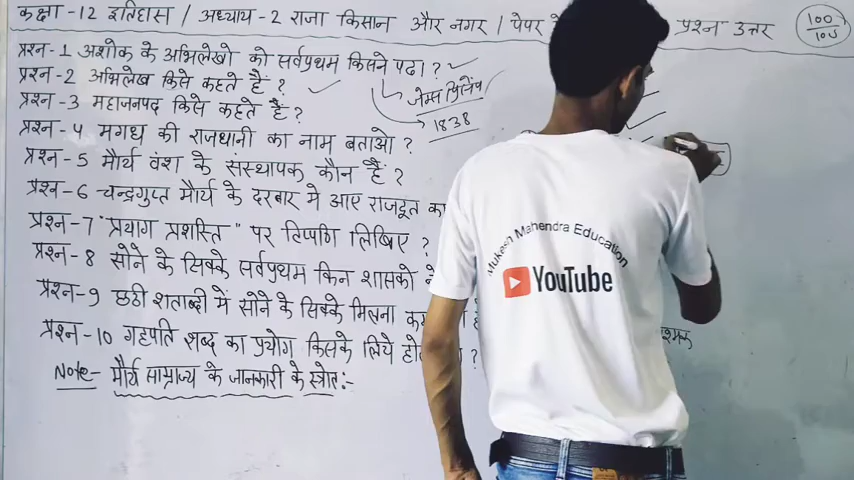 कक्षा-12 इतिहास / अध्याय-2 राजा किसान और नगर / पेपर प्रश्न उत्तर
100/100
प्रश्न-1 अशोक के अभिलेखो को सर्वप्रथम किसने पढा ?
प्रश्न-2 अभिलेख किसे कहते हैं ?
जेम्स प्रिंसेप
प्रश्न-3 महाजनपद किसे कहते हैं ?
1838
प्रश्न-4 मगध की राजधानी का नाम बताओ ?
प्रश्न-5 मौर्य वंश के संस्थापक कौन हैं ?
प्रश्न-6 चन्द्रगुप्त मौर्य के दरबार मे आए राजदूत का
प्रश्न-7 "प्रयाग प्रशस्ति" पर टिप्पणि लिखिए ?
प्रश्न-8 सोने के सिक्के सर्वप्रथम किन शासको ने
प्रश्न-9 छठी शताब्दी में सोने के सिक्के मिलना
प्रश्न-10 गृहपति शब्द का प्रयोग किसके लिये ?
Note- मौर्य साम्राज्य के जानकारी के स्त्रोत:-
Mukesh Mahendra Education
YouTube